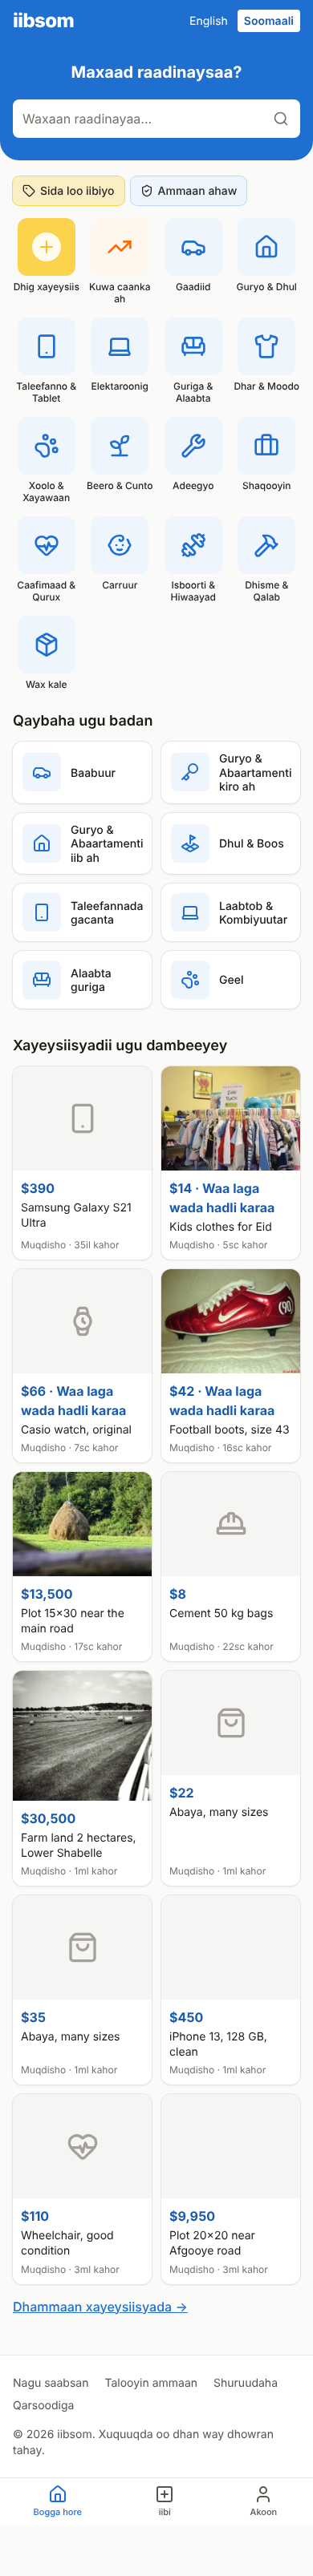 iibsom
English
Soomaali
Maxaad raadinaysaa?
Waxaan raadinayaa...
Sida loo iibiyo
Ammaan ahaw
Dhig xayeysiis
Kuwa caanka
ah
Gaadiid
Guryo & Dhul
Taleefanno &
Tablet
Elektaroonig
Guriga &
Alaabta
Dhar & Moodo
Xoolo &
Xayawaan
Beero & Cunto
Adeegyo
Shaqooyin
Caafimaad &
Qurux
Carruur
Isboorti &
Hiwaayad
Dhisme &
Qalab
Wax kale
Qaybaha ugu badan
Baabuur
Guryo &
Abaartamenti
kiro ah
Guryo &
Abaartamenti
iib ah
Dhul & Boos
Taleefannada
gacanta
Laabtob &
Kombiyuutar
Alaabta
guriga
Geel
Xayeysiisyadii ugu dambeeyey
$390
Samsung Galaxy S21
Ultra
Muqdisho · 35il kahor
$14 · Waa laga
wada hadli karaa
Kids clothes for Eid
Muqdisho · 5sc kahor
$66 · Waa laga
wada hadli karaa
Casio watch, original
Muqdisho · 7sc kahor
$42 · Waa laga
wada hadli karaa
Football boots, size 43
Muqdisho · 16sc kahor
$13,500
Plot 15×30 near the
main road
Muqdisho · 17sc kahor
$8
Cement 50 kg bags
Muqdisho · 22sc kahor
$30,500
Farm land 2 hectares,
Lower Shabelle
Muqdisho · 1ml kahor
$22
Abaya, many sizes
Muqdisho · 1ml kahor
$35
Abaya, many sizes
Muqdisho · 1ml kahor
$450
iPhone 13, 128 GB,
clean
Muqdisho · 1ml kahor
$110
Wheelchair, good
condition
Muqdisho · 3ml kahor
$9,950
Plot 20×20 near
Afgooye road
Muqdisho · 3ml kahor
Dhammaan xayeysiisyada →
Nagu saabsan
Talooyin ammaan
Shuruudaha
Qarsoodiga
© 2026 iibsom. Xuquuqda oo dhan way dhowran
tahay.
Bogga hore
iibi
Akoon